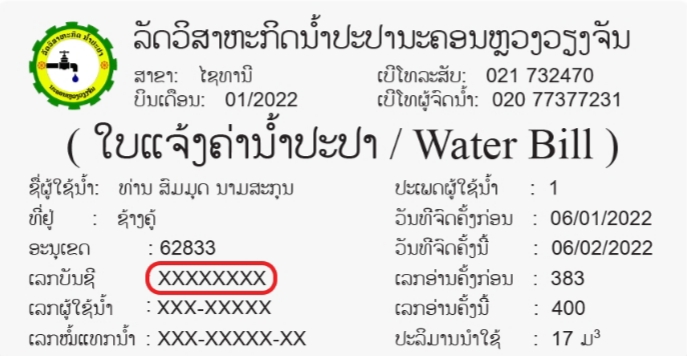 ລັດວິສາຫະກິດນ້ຳປະປານະຄອນຫຼວງວຽງຈັນ
ສາຂາ: ໄຊທານີ ເບີໂທລະສັບ: 021 732470
ບິນເດືອນ: 01/2022 ເບີໂທຜູ້ຈົດນ້ຳ: 020 77377231
( ໃບແຈ້ງຄ່ານ້ຳປະປາ / Water Bill )
ຊື່ຜູ້ໃຊ້ນ້ຳ: ທ່ານ ສົມມຸດ ນາມສະກຸນ ປະເພດຜູ້ໃຊ້ນ້ຳ : 1
ທີ່ຢູ່ : ຊ້າງຄູ້ ວັນທີຈົດຄັ້ງກ່ອນ : 06/01/2022
ອະນຸເຂດ : 62833 ວັນທີຈົດຄັ້ງນີ້ : 06/02/2022
ເລກບັນຊີ XXXXXXXX ເລກອ່ານຄັ້ງກ່ອນ : 383
ເລກຜູ້ໃຊ້ນ້ຳ : XXX-XXXXX ເລກອ່ານຄັ້ງນີ້ : 400
ເລກໝໍ້ແທກນ້ຳ : XXX-XXXXX-XX ປະລິມານນຳໃຊ້ : 17 ມ³